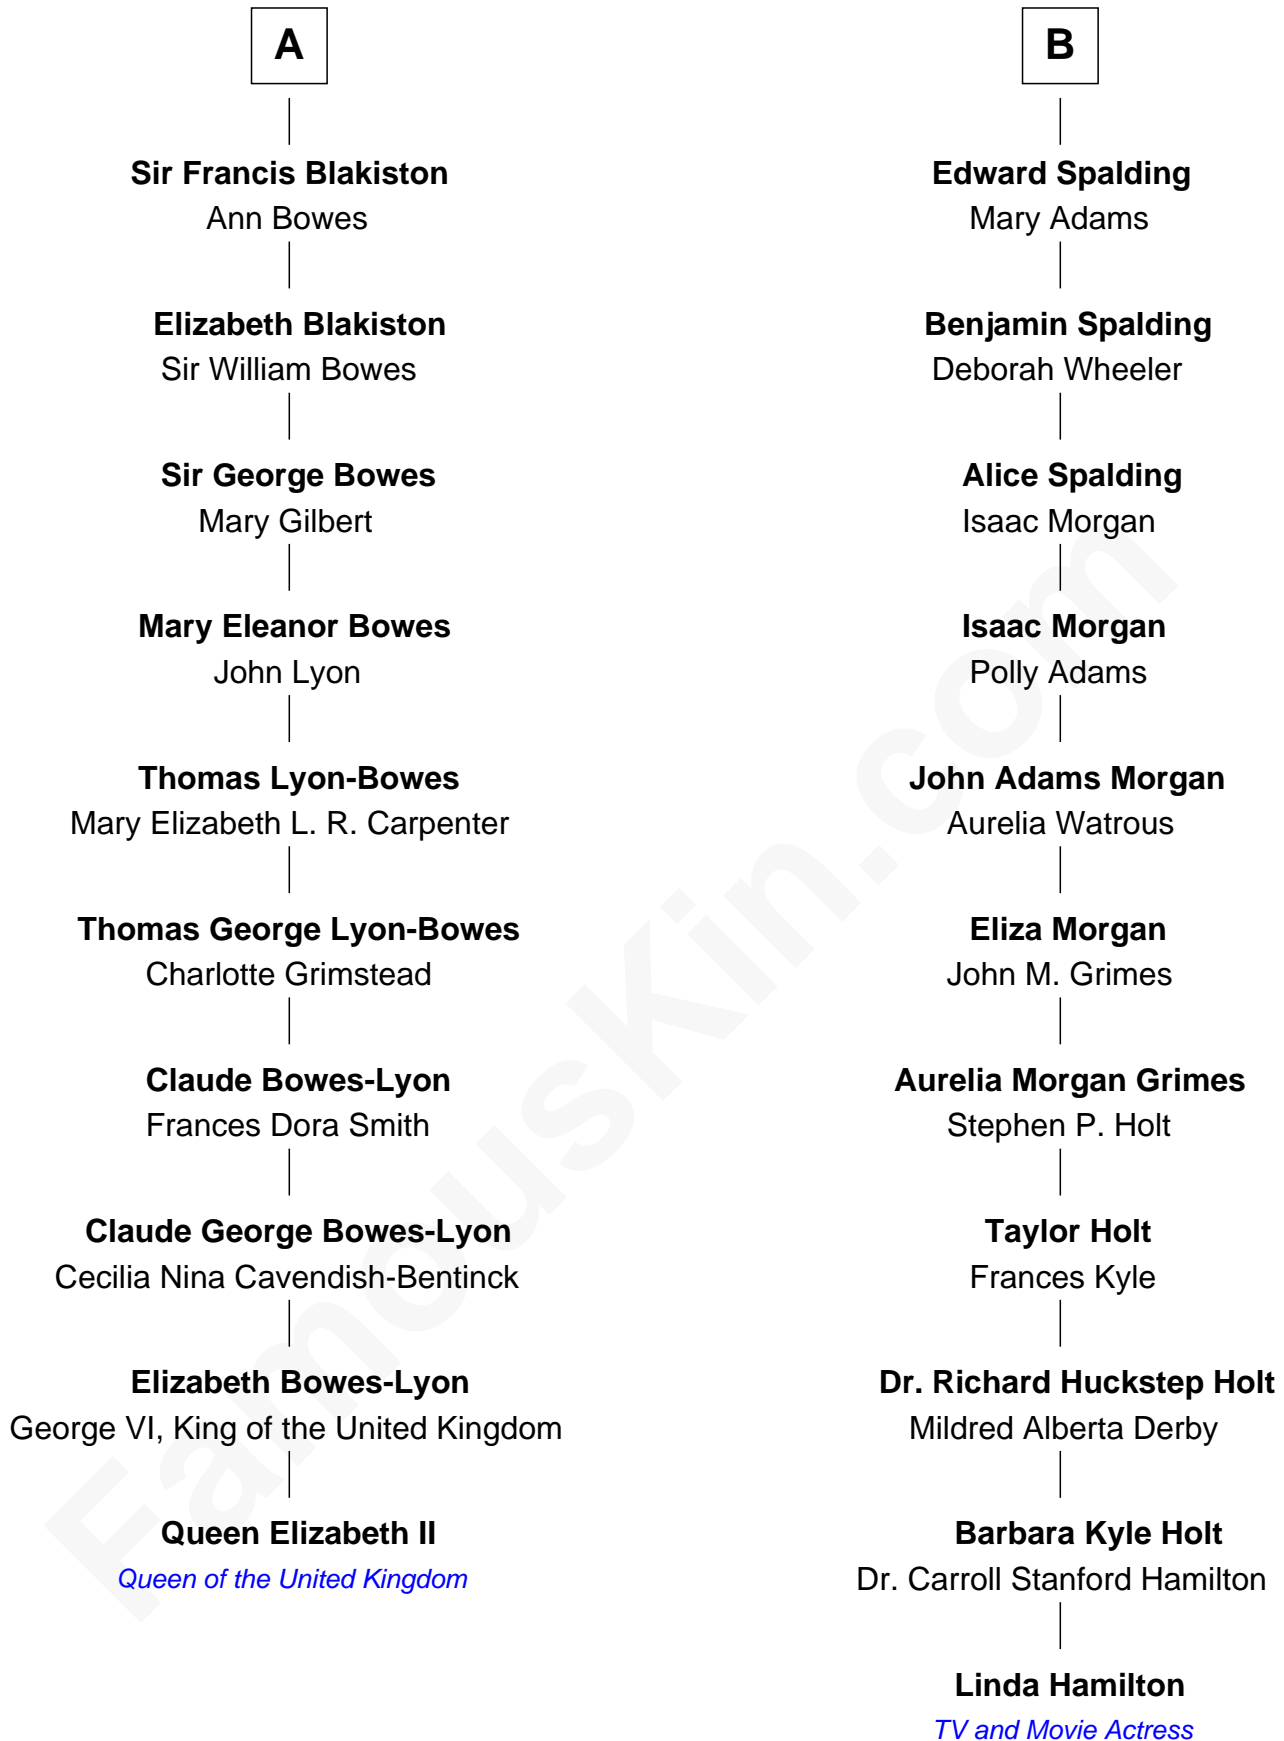 A
Sir Francis Blakiston
Ann Bowes
Elizabeth Blakiston
Sir William Bowes
Sir George Bowes
Mary Gilbert
Mary Eleanor Bowes
John Lyon
Thomas Lyon-Bowes
Mary Elizabeth L. R. Carpenter
Thomas George Lyon-Bowes
Charlotte Grimstead
Claude Bowes-Lyon
Frances Dora Smith
Claude George Bowes-Lyon
Cecilia Nina Cavendish-Bentinck
Elizabeth Bowes-Lyon
George VI, King of the United Kingdom
Queen Elizabeth II
Queen of the United Kingdom
B
Edward Spalding
Mary Adams
Benjamin Spalding
Deborah Wheeler
Alice Spalding
Isaac Morgan
Isaac Morgan
Polly Adams
John Adams Morgan
Aurelia Watrous
Eliza Morgan
John M. Grimes
Aurelia Morgan Grimes
Stephen P. Holt
Taylor Holt
Frances Kyle
Dr. Richard Huckstep Holt
Mildred Alberta Derby
Barbara Kyle Holt
Dr. Carroll Stanford Hamilton
Linda Hamilton
TV and Movie Actress
FamousKin.com